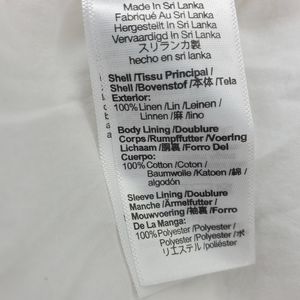 Made In Sri Lanka
Fabriqué Au Sri Lanka
Hergestellt In Sri Lanka
Vervaardigd In Sri Lanka
スリランカ製
hecho en sri lanka
Shell /Tissu Principal /
Shell /Bovenstof /本体 /Tela
Exterior:
100% Linen /Lin /Leinen /
Linnen /麻 /lino
Body Lining /Doublure
Corps /Rumpffutter /Voering
Lichaam /胴裏 /Forro Del
Cuerpo:
100% Cotton /Coton /
Baumwolle /Katoen /綿 /
algodón
Sleeve Lining /Doublure
Manche /Ärmelfutter /
Mouwvoering /袖裏 /Forro
De La Manga:
100% Polyester /Polyester /
Polyester /Polyester /ポ
リエステル /poliéster